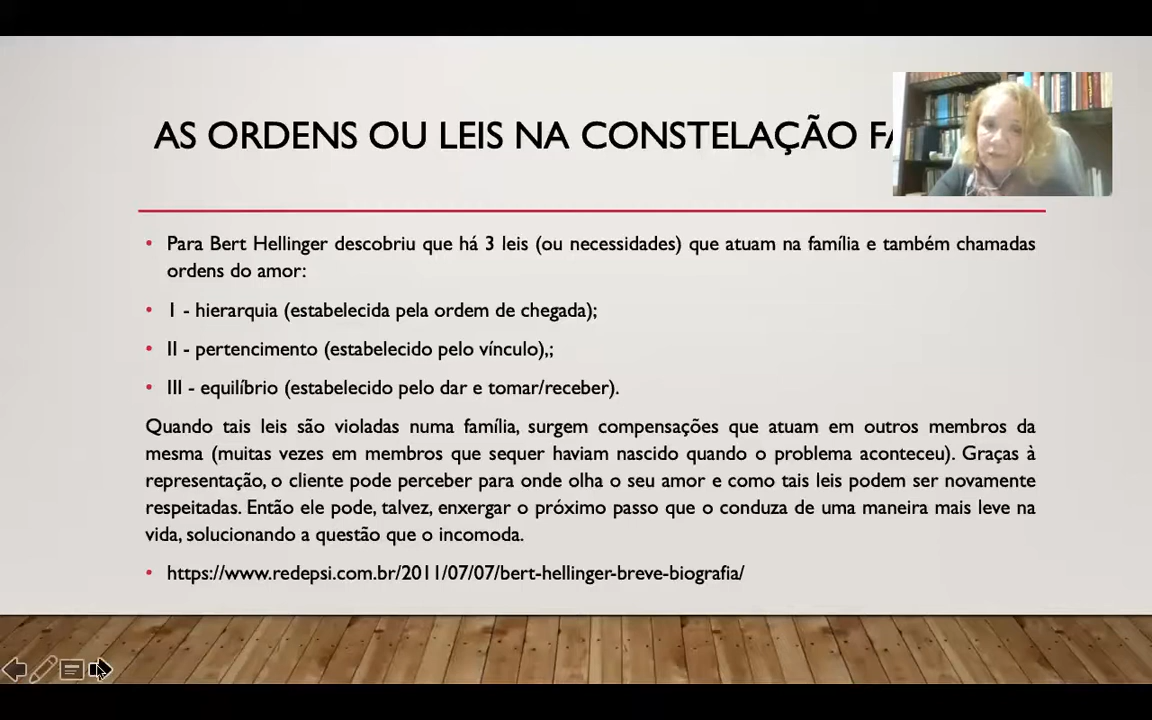 AS ORDENS OU LEIS NA CONSTELAÇÃO
• Para Bert Hellinger descobriu que há 3 leis (ou necessidades) que atuam na família e também chamadas
ordens do amor:
• I - hierarquia (estabelecida pela ordem de chegada);
• II - pertencimento (estabelecido pelo vínculo),;
• III - equilíbrio (estabelecido pelo dar e tomar/receber).
Quando tais leis são violadas numa família, surgem compensações que atuam em outros membros da
mesma (muitas vezes em membros que sequer haviam nascido quando o problema aconteceu). Graças à
representação, o cliente pode perceber para onde olha o seu amor e como tais leis podem ser novamente
respeitadas. Então ele pode, talvez, enxergar o próximo passo que o conduza de uma maneira mais leve na
vida, solucionando a questão que o incomoda.
• https://www.redepsi.com.br/2011/07/07/bert-hellinger-breve-biografia/